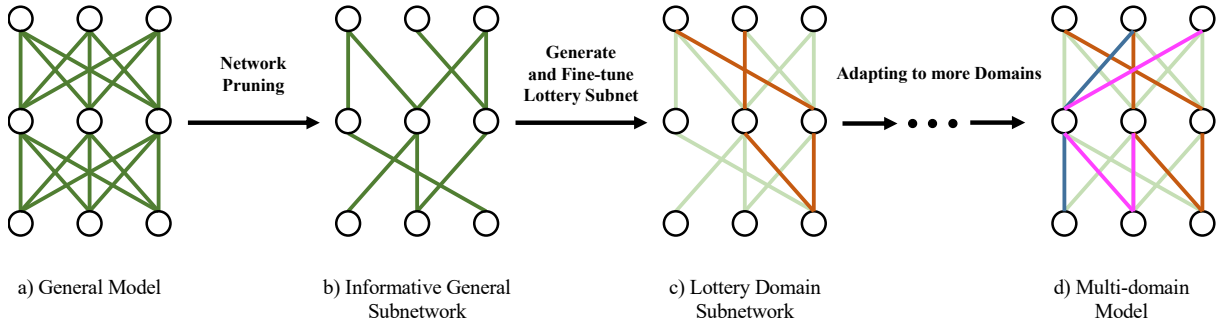 Network
Pruning
Generate
and Fine-tune
Lottery Subnet
Adapting to more Domains
a) General Model
b) Informative General
Subnetwork
c) Lottery Domain
Subnetwork
d) Multi-domain
Model